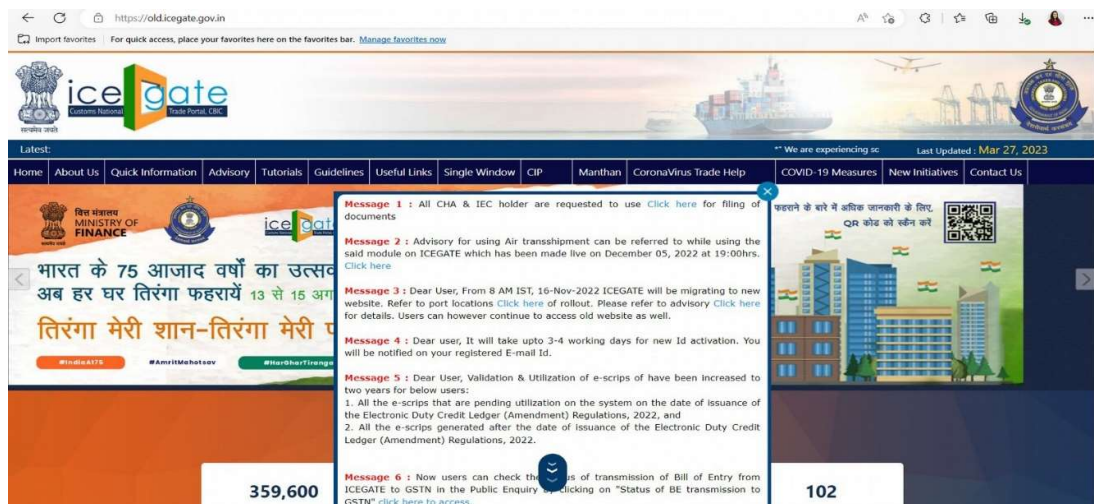 https://old.icegate.gov.in
Import favorites For quick access, place your favorites here on the favorites bar. Manage favorites now
सत्यमेव जयते
ice gate
Customs National Trade Portal, CBIC
Latest: ** We are experiencing sc Last Updated : Mar 27, 2023
Home About Us Quick Information Advisory Tutorials Guidelines Useful Links Single Window CIP Manthan CoronaVirus Trade Help COVID-19 Measures New Initiatives Contact Us
वित्त मंत्रालय
MINISTRY OF
FINANCE
ice gat
भारत के 75 आजाद वर्षों का उत्सव
अब हर घर तिरंगा फहरायें 13 से 15 अग
तिरंगा मेरी शान-तिरंगा मेरी
#IndiaAt75 #AmritMahotsav #HarGharTiranga
फहराने के बारे में अधिक जानकारी के लिए,
QR कोड को स्कैन करें
Message 1 : All CHA & IEC holder are requested to use Click here for filing of
documents
Message 2 : Advisory for using Air transshipment can be referred to while using the
said module on ICEGATE which has been made live on December 05, 2022 at 19:00hrs.
Click here
Message 3 : Dear User, From 8 AM IST, 16-Nov-2022 ICEGATE will be migrating to new
website. Refer to port locations Click here of rollout. Please refer to advisory Click here
for details. Users can however continue to access old website as well.
Message 4 : Dear user, It will take upto 3-4 working days for new Id activation. You
will be notified on your registered E-mail Id.
Message 5 : Dear User, Validation & Utilization of e-scrips of have been increased to
two years for below users:
1. All the e-scrips that are pending utilization on the system on the date of issuance of
the Electronic Duty Credit Ledger (Amendment) Regulations, 2022, and
2. All the e-scrips generated after the date of issuance of the Electronic Duty Credit
Ledger (Amendment) Regulations, 2022.
Message 6 : Now users can check the us of transmission of Bill of Entry from
ICEGATE to GSTN in the Public Enquiry by clicking on "Status of BE transmission to
GSTN" click here to access.
359,600 102